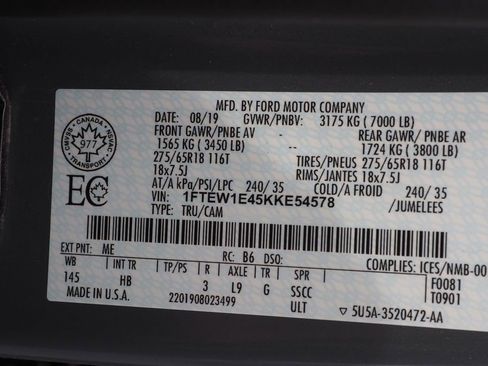 MFD. BY FORD MOTOR COMPANY
DATE: 08/19 GVWR/PNBV: 3175 KG ( 7000 LB)
FRONT GAWR/ PNBE AV REAR GAWR/ PNBE AR
1565 KG ( 3450 LB) 1724 KG ( 3800 LB)
275/65R18 116T TIRES/PNEUS 275/65R18 116T
18x7.5J RIMS/JANTES 18x7.5J
AT/A kPa/PSI/LPC 240/ 35 COLD/A FROID 240/ 35
VIN: 1FTEW1E45KKE54578 /JUMELEES
TYPE: TRU/CAM
CANADA
977
TRANSPORT
EC
EXT PNT: ME RC: B6 DSO: COMPLIES: ICES/NMB-00
WB INT TR TP/PS R AXLE TR SPR F0081
145 HB 3 L9 G SSCC T0901
MADE IN U.S.A. 2201908023499 ULT 5U5A-3520472-AA